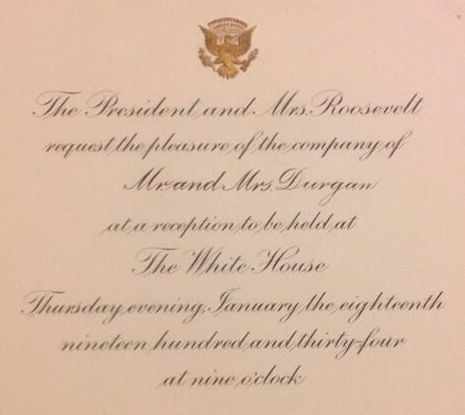 The President and Mrs. Roosevelt
request the pleasure of the company of
Mr. and Mrs. Durgan
at a reception to be held at
The White House
Thursday evening, January the eighteenth
nineteen hundred and thirty-four
at nine o'clock